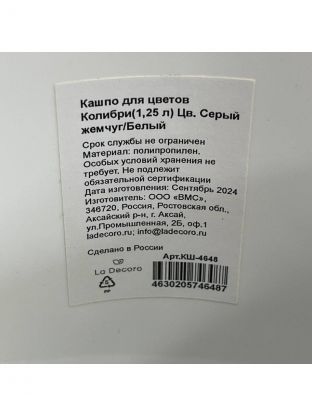 Кашпо для цветов
Колибри(1,25 л) Цв. Серый
жемчуг/Белый
Срок службы не ограничен
Материал: полипропилен,
Особых условий хранения не
требует. Не подлежит
обязательной сертификации
Дата изготовления: Сентябрь 2024
Изготовитель: ООО «ВМС»,
346720, Россия, Ростовская обл.,
Аксайский р-н, г. Аксай,
ул.Промышленная, 2Б, оф.1
ladecoro.ru; info@ladecoro.ru
Сделано в России
La Decoro
Арт.КШ-4648
5
PP
4630205746487